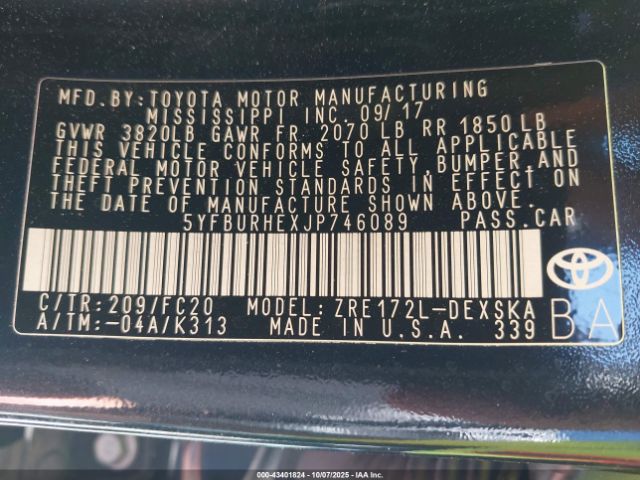 MFD. BY: TOYOTA MOTOR MANUFACTURING
MISSISSIPPI INC. 09/17
GVWR 3820LB GAWR FR 2070 LB RR 1850 LB
THIS VEHICLE CONFORMS TO ALL APPLICABLE
FEDERAL MOTOR VEHICLE SAFETY, BUMPER, AND
THEFT PREVENTION STANDARDS IN EFFECT ON
THE DATE OF MANUFACTURE SHOWN ABOVE.
5YFBURHEXJP746089 PASS.CAR
C/TR: 209/FC20 MODEL: ZRE172L-DEXSKA
A/TM: -04A/K313 MADE IN U.S.A. 339
BA
000-43401824 | 10/07/2025 | IAA Inc.